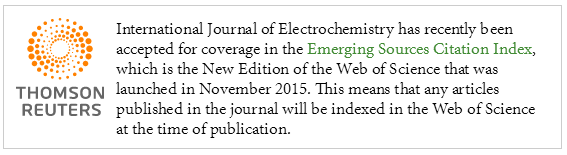 International Journal of Electrochemistry has recently been
accepted for coverage in the Emerging Sources Citation Index,
which is the New Edition of the Web of Science that was
launched in November 2015. This means that any articles
published in the journal will be indexed in the Web of Science
at the time of publication.
THOMSON
REUTERS